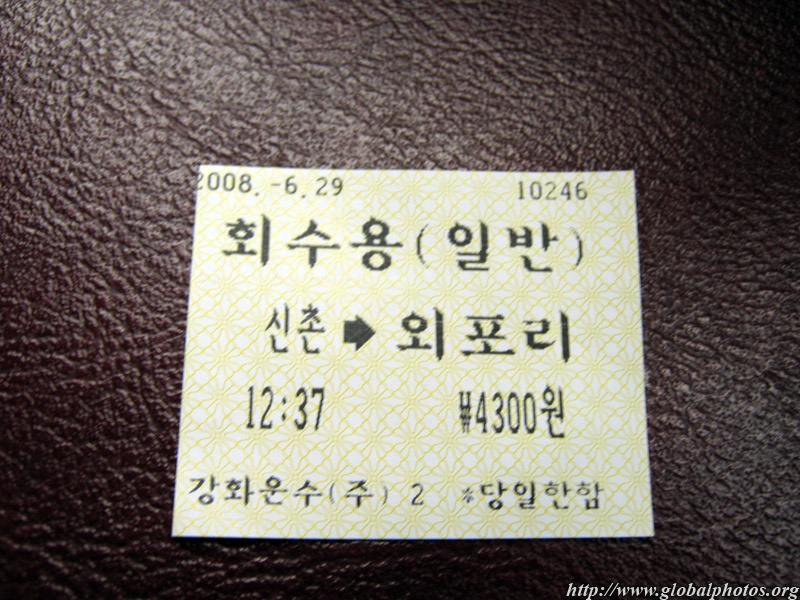 2008. -6.29 10246
회수용(일반)
신촌 ➡ 외포리
12:37 ₩4300원
강화운수(주) 2 *당일한함
http://www.globalphotos.org